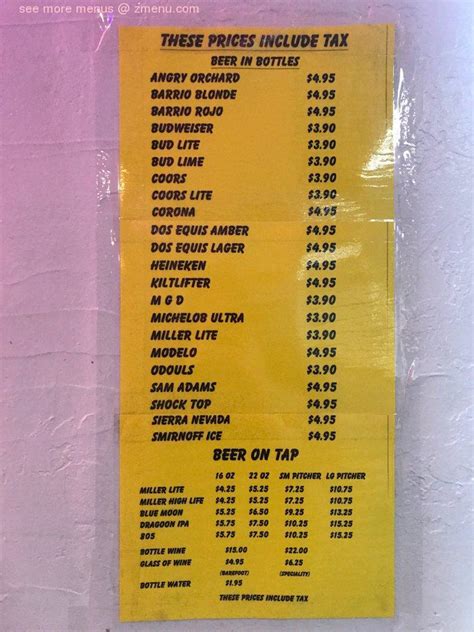 see more menus @ zmenu.com
THESE PRICES INCLUDE TAX
BEER IN BOTTLES
ANGRY ORCHARD $4.95
BARRIO BLONDE $4.95
BARRIO ROJO $4.95
BUDWEISER $3.90
BUD LITE $3.90
BUD LIME $3.90
COORS $3.90
COORS LITE $3.90
CORONA $4.95
DOS EQUIS AMBER $4.95
DOS EQUIS LAGER $4.95
HEINEKEN $4.95
KILTLIFTER $4.95
M G D $3.90
MICHELOB ULTRA $3.90
MILLER LITE $3.90
MODELO $4.95
ODOULS $3.90
SAM ADAMS $4.95
SHOCK TOP $4.95
SIERRA NEVADA $4.95
SMIRNOFF ICE $4.95
BEER ON TAP
16 OZ 22 OZ SM PITCHER LG PITCHER
MILLER LITE $4.25 $5.25 $7.25 $10.75
MILLER HIGH LIFE $4.25 $5.25 $7.25 $10.75
BLUE MOON $5.25 $6.50 $9.25 $13.25
DRAGOON IPA $5.75 $7.50 $10.25 $15.25
805 $5.75 $7.50 $10.25 $15.25
BOTTLE WINE $15.00 $22.00
GLASS OF WINE $4.95 $6.25
(BAREFOOT) (SPECIALITY)
BOTTLE WATER $1.95
THESE PRICES INCLUDE TAX